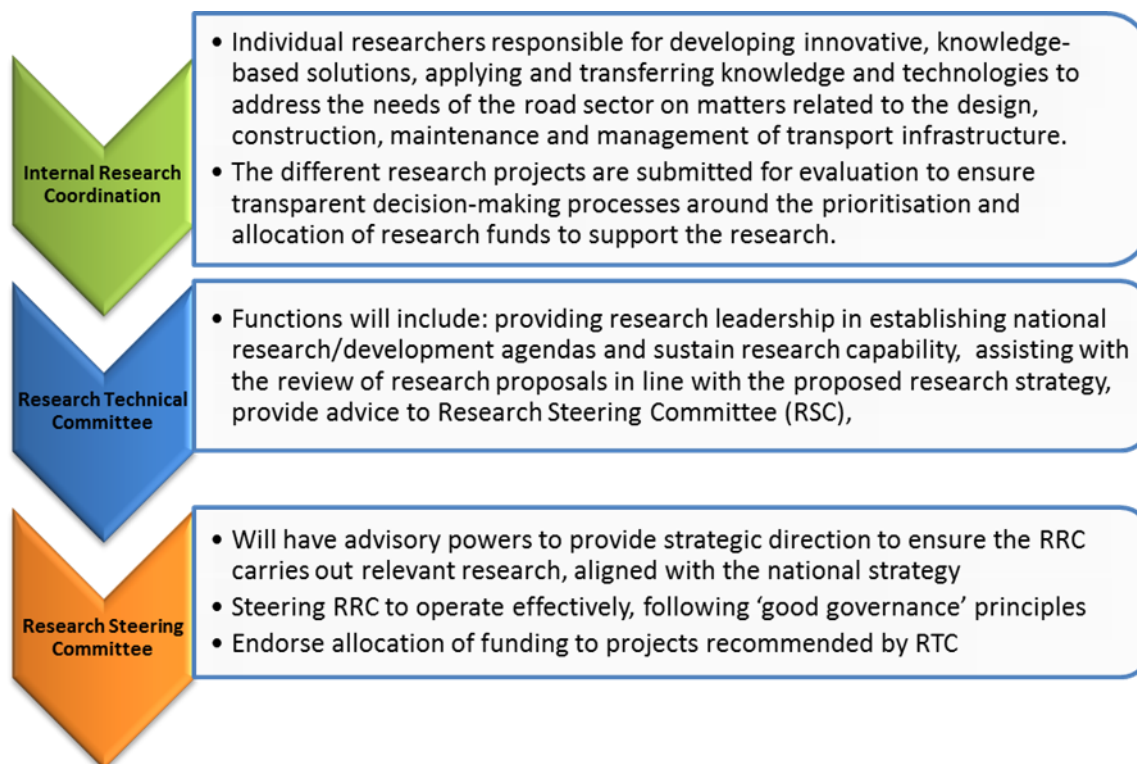 Internal Research
Coordination
• Individual researchers responsible for developing innovative, knowledge-
based solutions, applying and transferring knowledge and technologies to
address the needs of the road sector on matters related to the design,
construction, maintenance and management of transport infrastructure.
• The different research projects are submitted for evaluation to ensure
transparent decision-making processes around the prioritisation and
allocation of research funds to support the research.
Research Technical
Committee
• Functions will include: providing research leadership in establishing national
research/development agendas and sustain research capability,  assisting with
the review of research proposals in line with the proposed research strategy,
provide advice to Research Steering Committee (RSC),
Research Steering
Committee
• Will have advisory powers to provide strategic direction to ensure the RRC
carries out relevant research, aligned with the national strategy
• Steering RRC to operate effectively, following ‘good governance’ principles
• Endorse allocation of funding to projects recommended by RTC